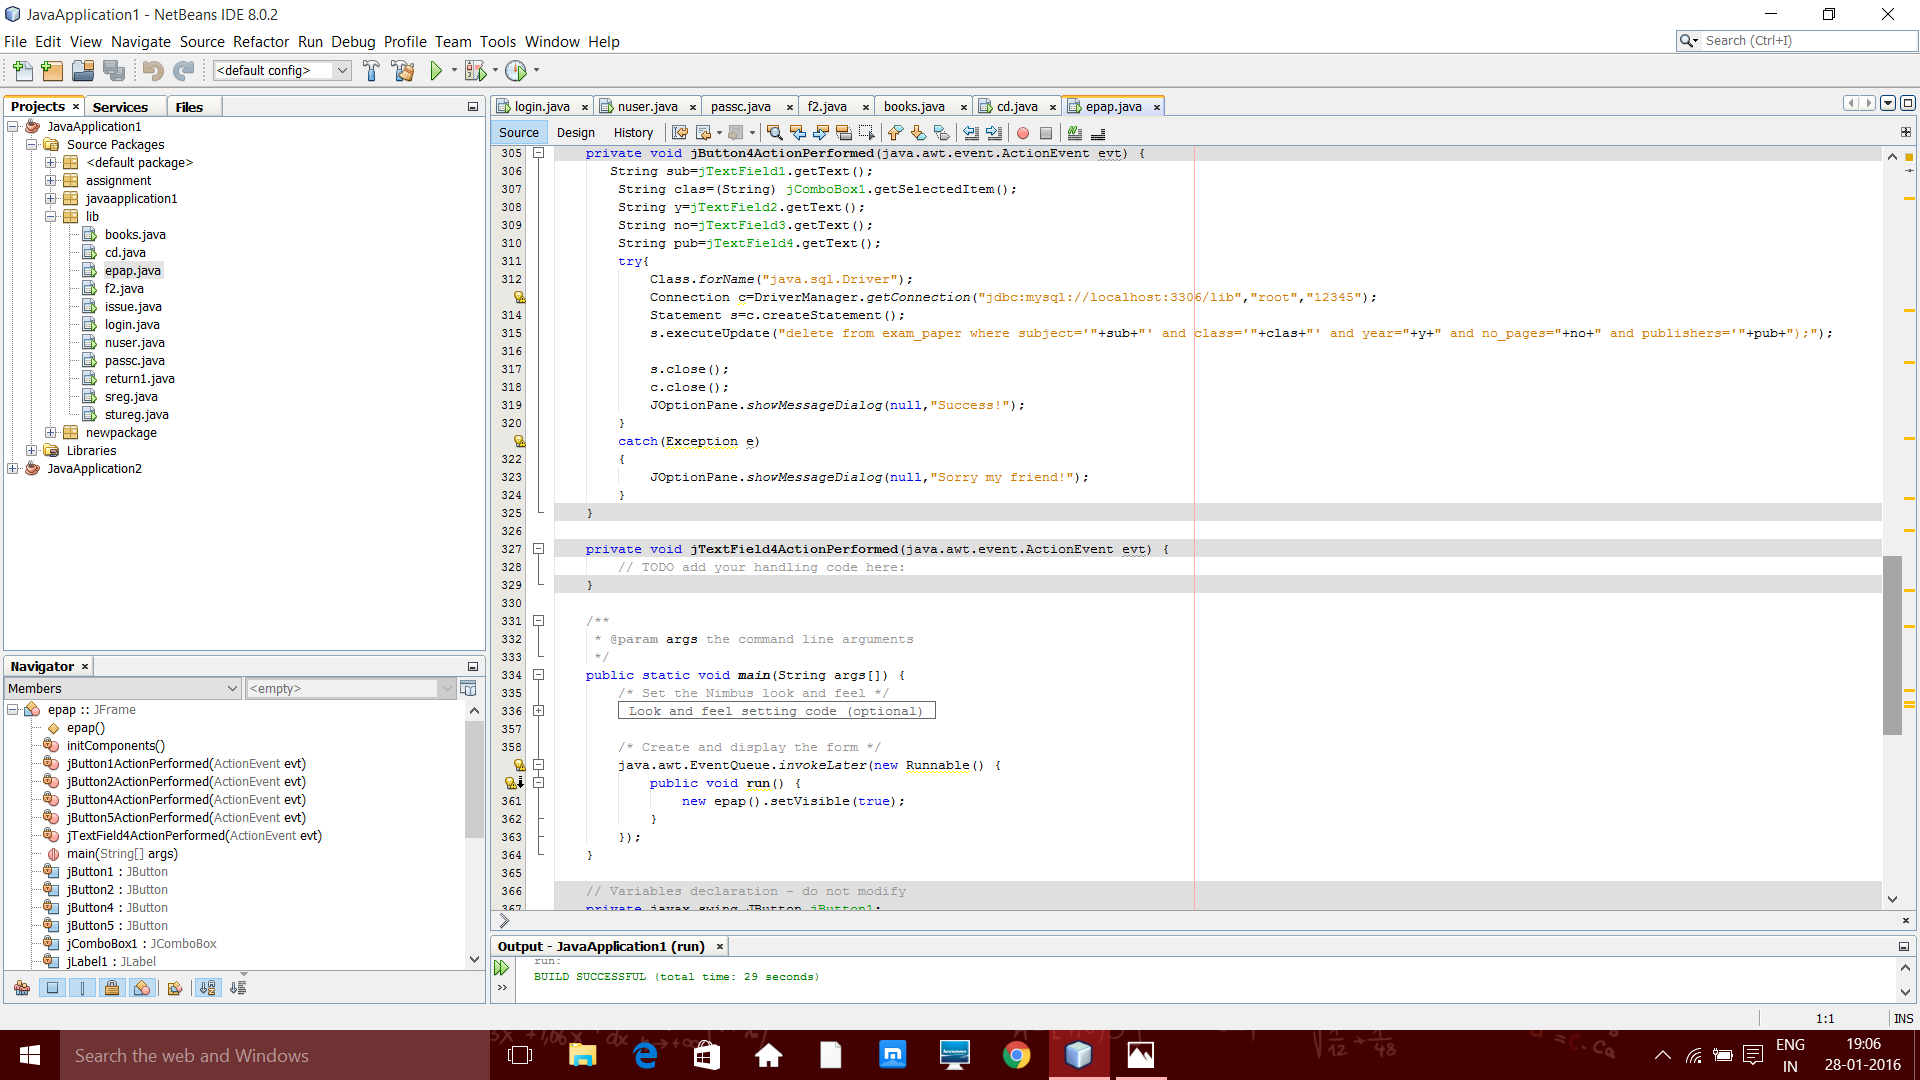 JavaApplication1 - NetBeans IDE 8.0.2
File Edit View Navigate Source Refactor Run Debug Profile Team Tools Window Help
Search (Ctrl+I)
<default config>
Projects × Services Files
JavaApplication1
Source Packages
<default package>
assignment
javaapplication1
lib
books.java
cd.java
epap.java
f2.java
issue.java
login.java
nuser.java
passc.java
return1.java
sreg.java
stureg.java
newpackage
Libraries
JavaApplication2
Navigator ×
Members <empty>
epap :: JFrame
epap()
initComponents()
jButton1ActionPerformed(ActionEvent evt)
jButton2ActionPerformed(ActionEvent evt)
jButton4ActionPerformed(ActionEvent evt)
jButton5ActionPerformed(ActionEvent evt)
jTextField4ActionPerformed(ActionEvent evt)
main(String[] args)
jButton1 : JButton
jButton2 : JButton
jButton4 : JButton
jButton5 : JButton
jComboBox1 : JComboBox
jLabel1 : JLabel
login.java × nuser.java × passc.java × f2.java × books.java × cd.java × epap.java ×
Source Design History
305 private void jButton4ActionPerformed(java.awt.event.ActionEvent evt) {
306 String sub=jTextField1.getText();
307 String clas=(String) jComboBox1.getSelectedItem();
308 String y=jTextField2.getText();
309 String no=jTextField3.getText();
310 String pub=jTextField4.getText();
311 try{
312 Class.forName("java.sql.Driver");
Connection c=DriverManager.getConnection("jdbc:mysql://localhost:3306/lib","root","12345");
314 Statement s=c.createStatement();
315 s.executeUpdate("delete from exam_paper where subject='"+sub+"' and class='"+clas+"' and year="+y+" and no_pages="+no+" and publishers='"+pub+");");
316
317 s.close();
318 c.close();
319 JOptionPane.showMessageDialog(null,"Success!");
320 }
catch(Exception e)
322 {
323 JOptionPane.showMessageDialog(null,"Sorry my friend!");
324 }
325 }
326
327 private void jTextField4ActionPerformed(java.awt.event.ActionEvent evt) {
328 // TODO add your handling code here:
329 }
330
331 /**
332 * @param args the command line arguments
333 */
334 public static void main(String args[]) {
335 /* Set the Nimbus look and feel */
336 Look and feel setting code (optional)
357
358 /* Create and display the form */
java.awt.EventQueue.invokeLater(new Runnable() {
public void run() {
361 new epap().setVisible(true);
362 }
363 });
364 }
365
366 // Variables declaration - do not modify
367 private javax.swing.JButton jButton1;
Output - JavaApplication1 (run) ×
run:
BUILD SUCCESSFUL (total time: 29 seconds)
1:1 INS
Search the web and Windows
ENG
IN
19:06
28-01-2016